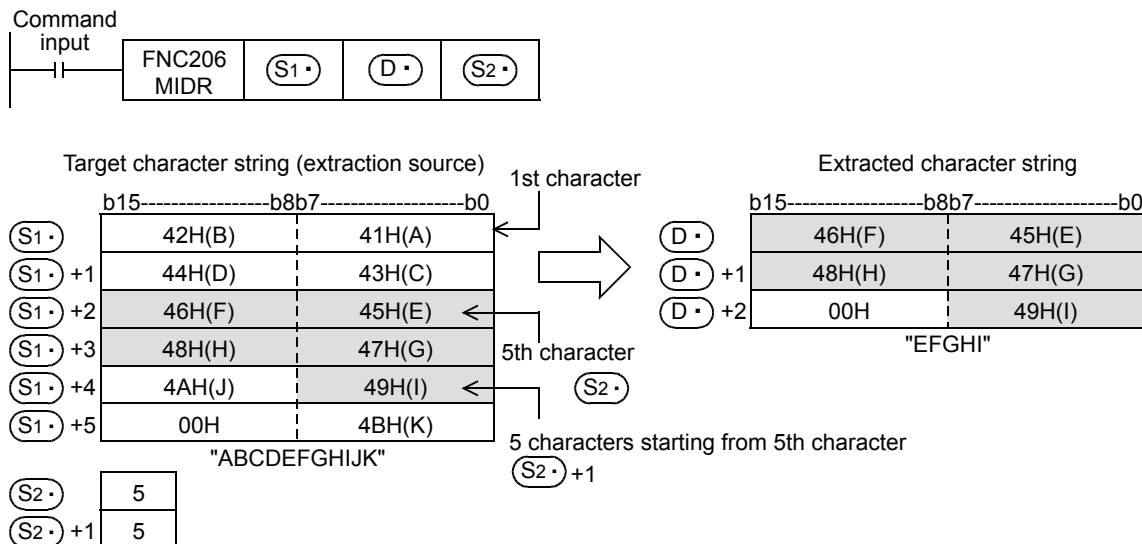 Command
input
FNC206
MIDR
S1・
D・
S2・
Target character string (extraction source)
b15-----------------b8b7-------------------b0
S1・ 42H(B) 41H(A)
S1・ +1 44H(D) 43H(C)
S1・ +2 46H(F) 45H(E)
S1・ +3 48H(H) 47H(G)
S1・ +4 4AH(J) 49H(I)
S1・ +5 00H 4BH(K)
"ABCDEFGHIJK"
1st character
5th character
S2・
5 characters starting from 5th character
S2・ +1
Extracted character string
b15------------------b8b7-------------------b0
D・ 46H(F) 45H(E)
D・ +1 48H(H) 47H(G)
D・ +2 00H 49H(I)
"EFGHI"
S2・ 5
S2・ +1 5